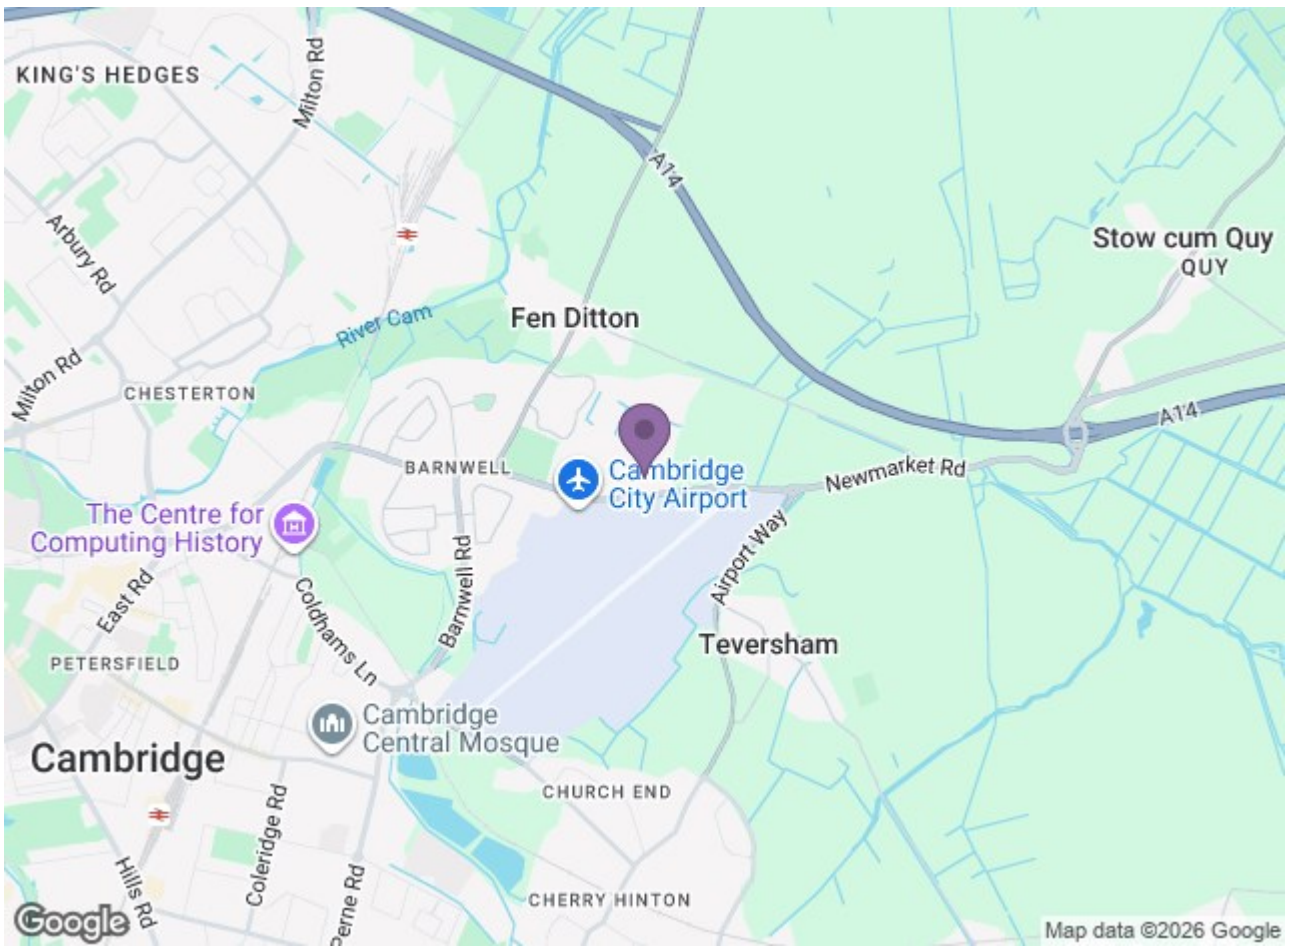 KING'S HEDGES
Milton Rd
A14
Arbury Rd
Stow cum Quy
QUY
River Cam
Fen Ditton
Milton Rd
CHESTERTON
A14
BARNWELL
Cambridge
City Airport
Newmarket Rd
The Centre for
Computing History
Airport Way
East Rd
Barnwell Rd
Coldhams Ln
Teversham
PETERSFIELD
Cambridge
Central Mosque
Cambridge
CHURCH END
Coleridge Rd
Hills Rd
Perne Rd
CHERRY HINTON
Google
Map data ©2026 Google